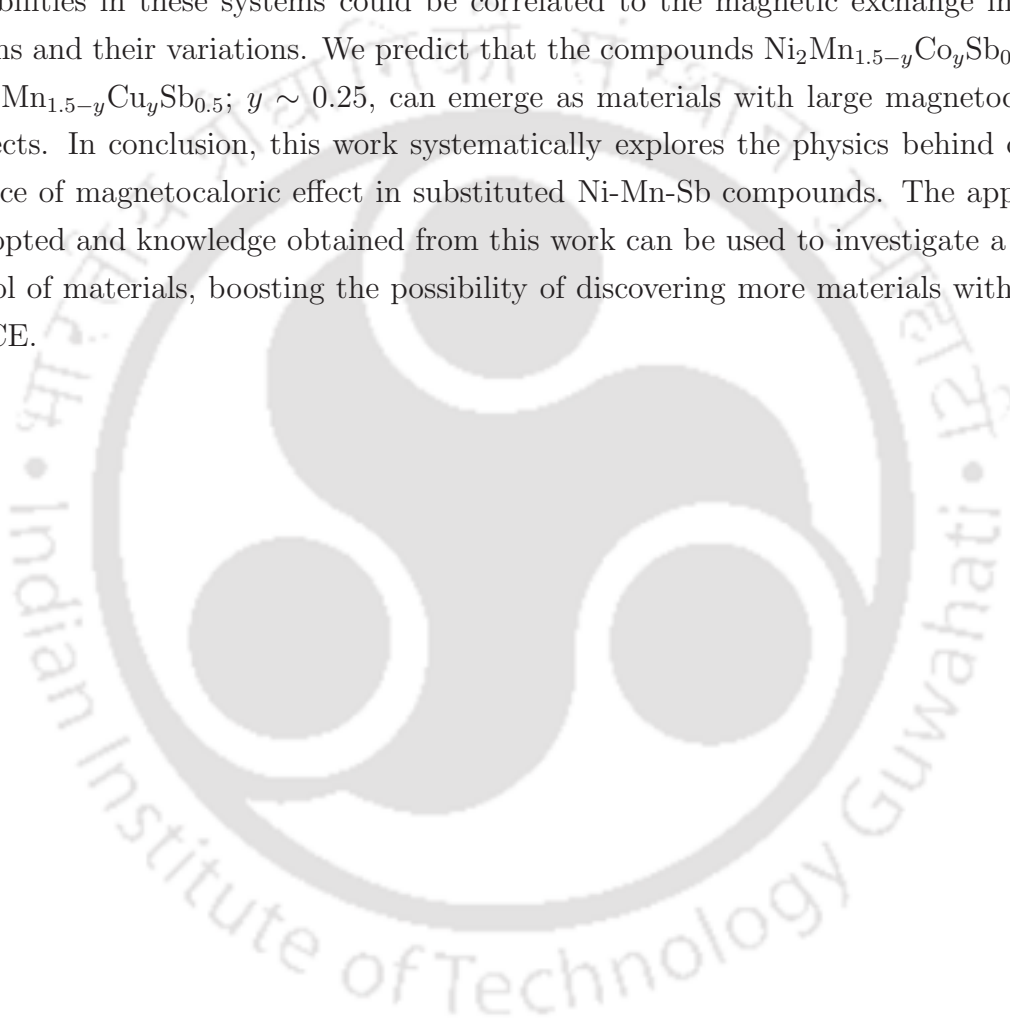 bilities in these systems could be correlated to the magnetic exchange in
ns and their variations. We predict that the compounds Ni₂Mn₁.₅₋yCoySb₀
Mn₁.₅₋yCuySb₀.₅; y ∼ 0.25, can emerge as materials with large magnetoc
ects. In conclusion, this work systematically explores the physics behind
ce of magnetocaloric effect in substituted Ni-Mn-Sb compounds. The app
opted and knowledge obtained from this work can be used to investigate a
ol of materials, boosting the possibility of discovering more materials with
CE.
Indian Institute of Technology Guwahati